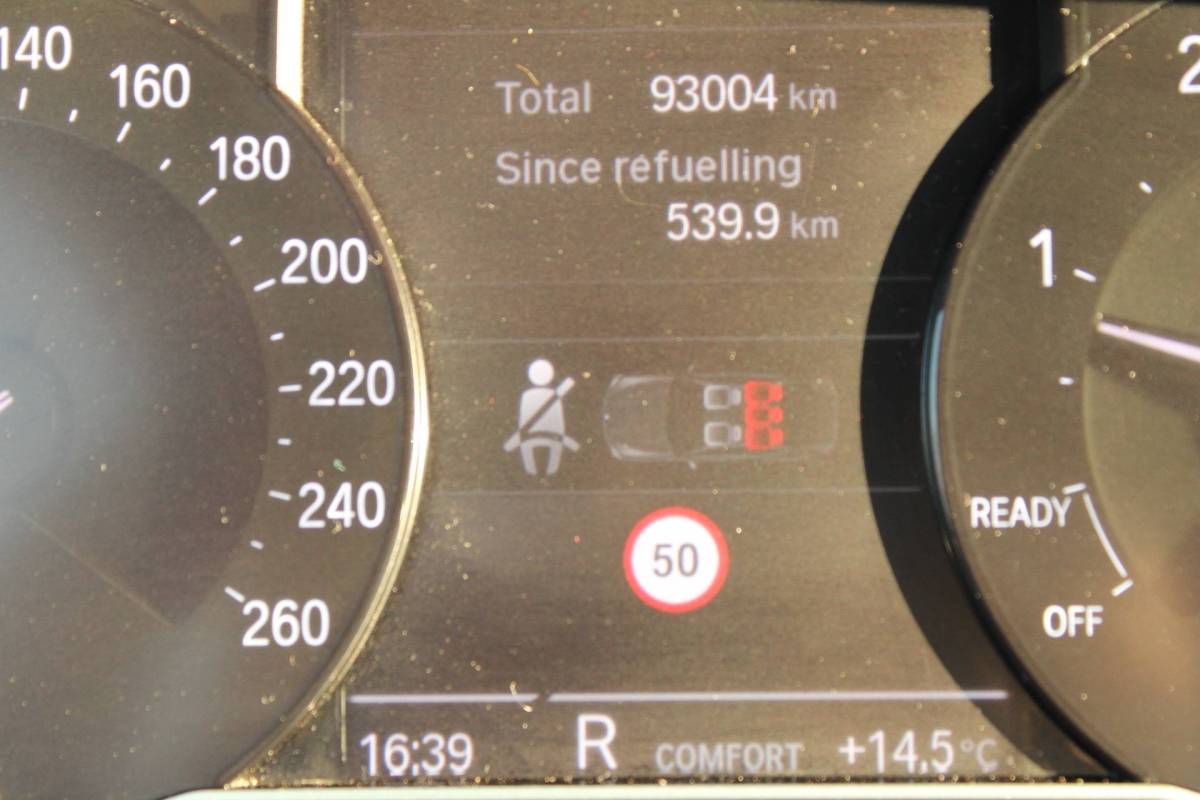 140
160
180
200
220
240
260
Total 93004 km
Since refuelling
539.9 km
50
16:39 R COMFORT +14,5°C
2
1
READY
OFF